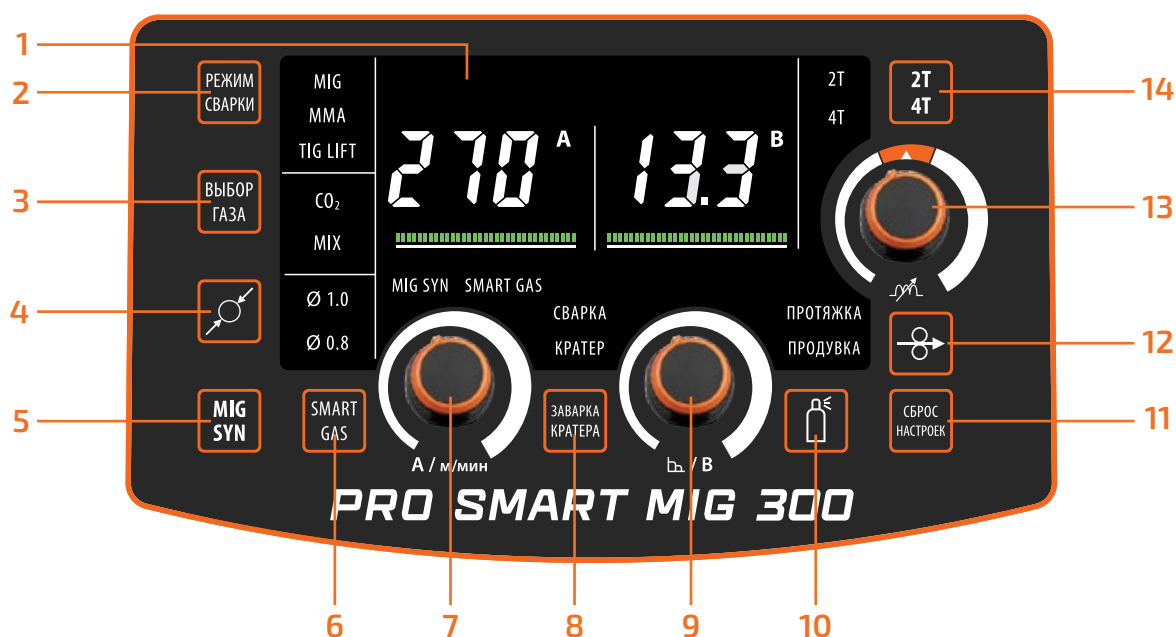 1
2
3
4
5
РЕЖИМ
СВАРКИ
ВЫБОР
ГАЗА
MIG
SYN
MIG
MMA
TIG LIFT
CO₂
MIX
Ø 1.0
Ø 0.8
270 A
13.3 B
MIG SYN SMART GAS
СВАРКА
КРАТЕР
2T
4T
ПРОТЯЖКА
ПРОДУВКА
2T
4T
SMART
GAS
A / м/мин
ЗАВАРКА
КРАТЕРА
/ B
СБРОС
НАСТРОЕК
PRO SMART MIG 300
14
13
12
11
6
7
8
9
10